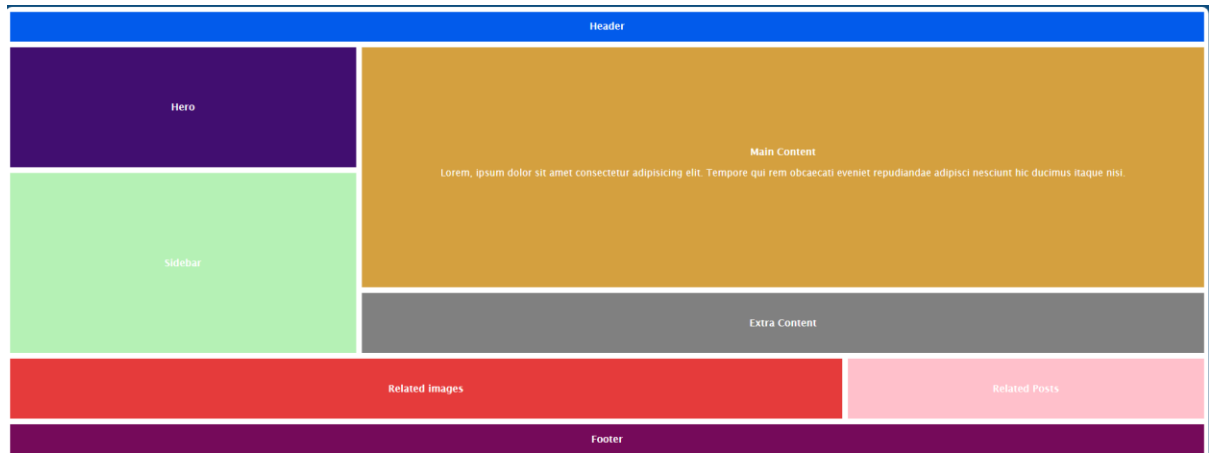 Header
Hero
Main Content
Lorem, ipsum dolor sit amet consectetur adipisicing elit. Tempore qui rem obcaecati eveniet repudiandae adipisci nesciunt hic ducimus itaque nisi.
Sidebar
Extra Content
Related images
Related Posts
Footer